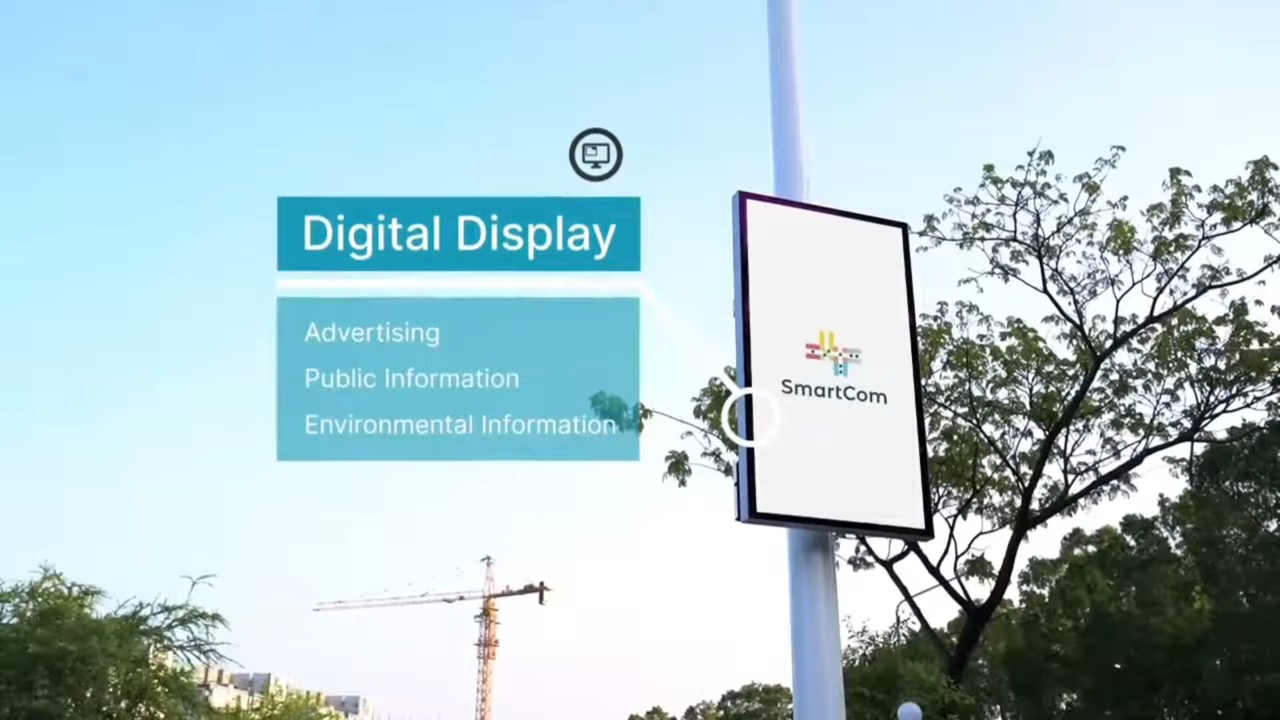 Digital Display
Advertising
Public Information
Environmental Information
SmartCom